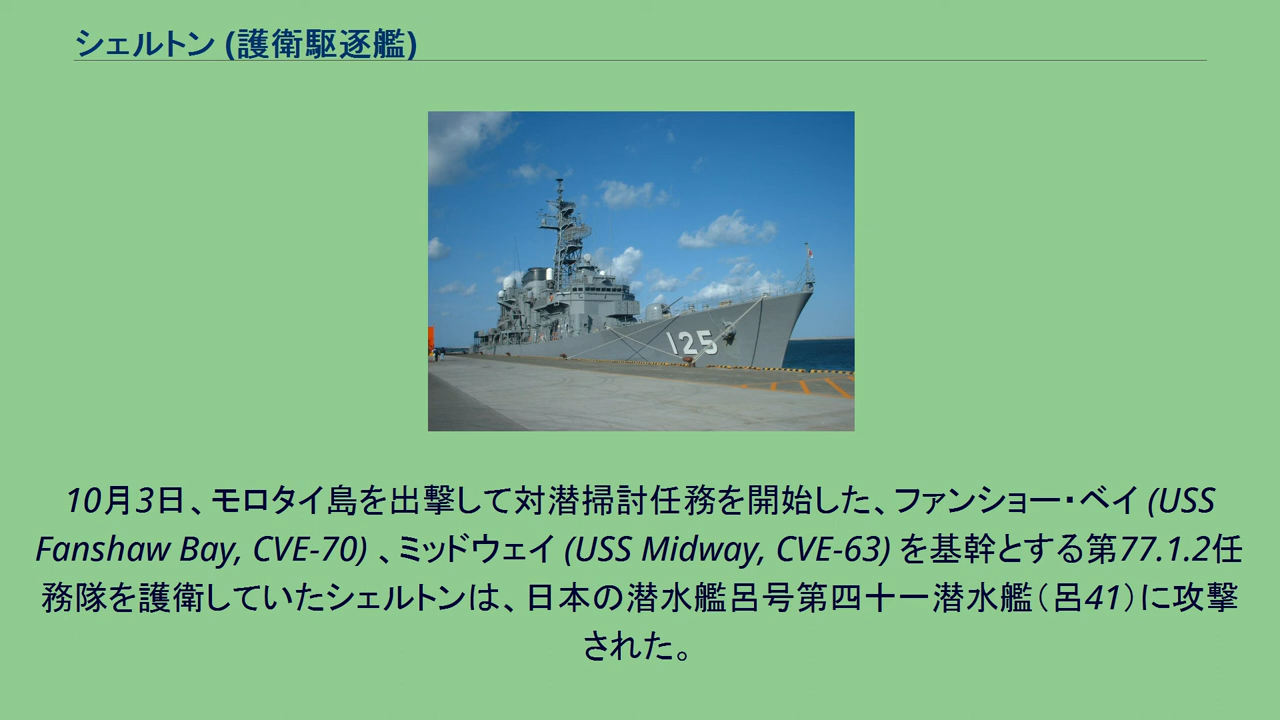 シェルトン (護衛駆逐艦)
125
10月3日、モロタイ島を出撃して対潜掃討任務を開始した、ファンショー・ベイ (USS
Fanshaw Bay, CVE-70) 、ミッドウェイ (USS Midway, CVE-63) を基幹とする第77.1.2任
務隊を護衛していたシェルトンは、日本の潜水艦呂号第四十一潜水艦（呂41）に攻撃
された。